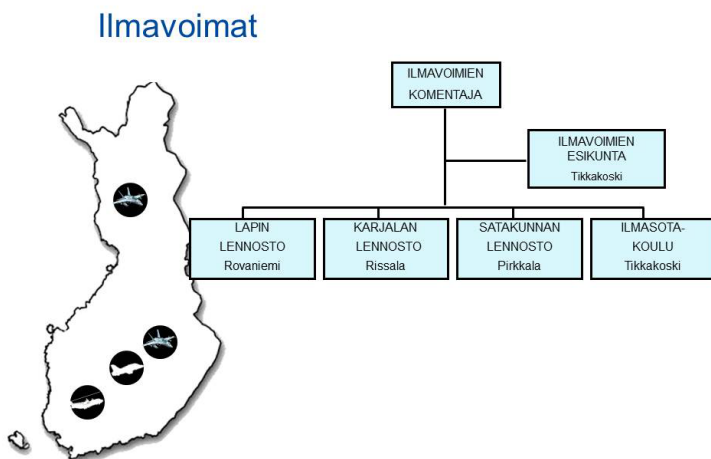 Ilmavoimat
ILMAVOIMIEN
KOMENTAJA
ILMAVOIMIEN
ESIKUNTA
Tikkakoski
LAPIN
LENNOSTO
Rovaniemi
KARJALAN
LENNOSTO
Rissala
SATAKUNNAN
LENNOSTO
Pirkkala
ILMASOTA-
KOULU
Tikkakoski